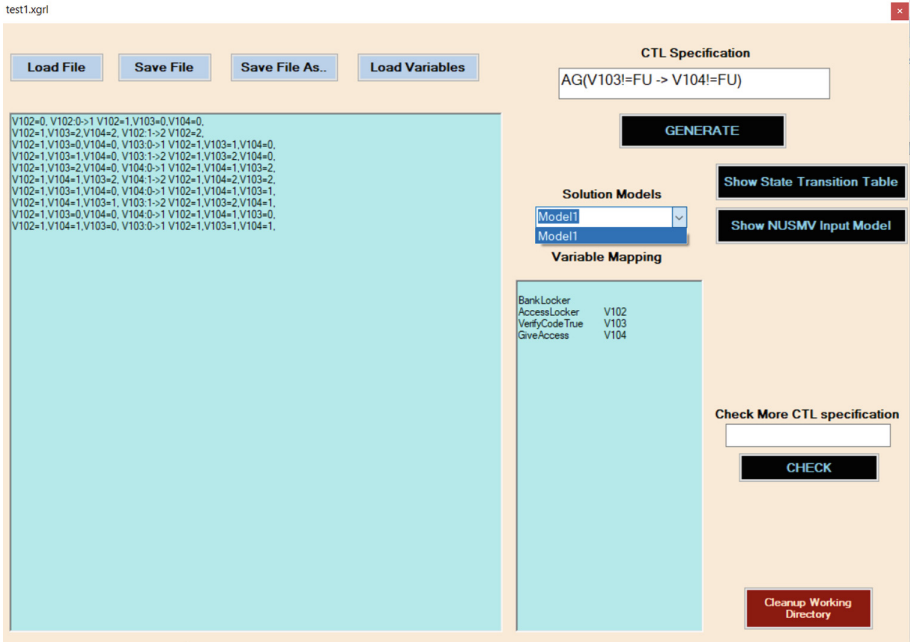 test1.xgrl
Load File
Save File
Save File As..
Load Variables
CTL Specification
AG(V103!=FU -> V104!=FU)
GENERATE
V102=0, V102:0->1 V102=1,V103=0,V104=0,
V102=1,V103=2,V104=2, V102:1->2 V102=2,
V102=1,V103=0,V104=0, V103:0->1 V102=1,V103=1,V104=0,
V102=1,V103=1,V104=0, V103:1->2 V102=1,V103=2,V104=0,
V102=1,V103=2,V104=0, V104:0->1 V102=1,V104=1,V103=2,
V102=1,V104=1,V103=2, V104:1->2 V102=1,V104=2,V103=2,
V102=1,V103=1,V104=0, V104:0->1 V102=1,V104=1,V103=1,
V102=1,V104=1,V103=1, V103:1->2 V102=1,V103=2,V104=1,
V102=1,V103=0,V104=0, V104:0->1 V102=1,V104=1,V103=0,
V102=1,V104=1,V103=0, V103:0->1 V102=1,V103=1,V104=1,
Show State Transition Table
Solution Models
Model1
Model1
Show NUSMV Input Model
Variable Mapping
BankLocker
AccessLocker V102
VerifyCodeTrue V103
GiveAccess V104
Check More CTL specification
CHECK
Cleanup Working
Directory